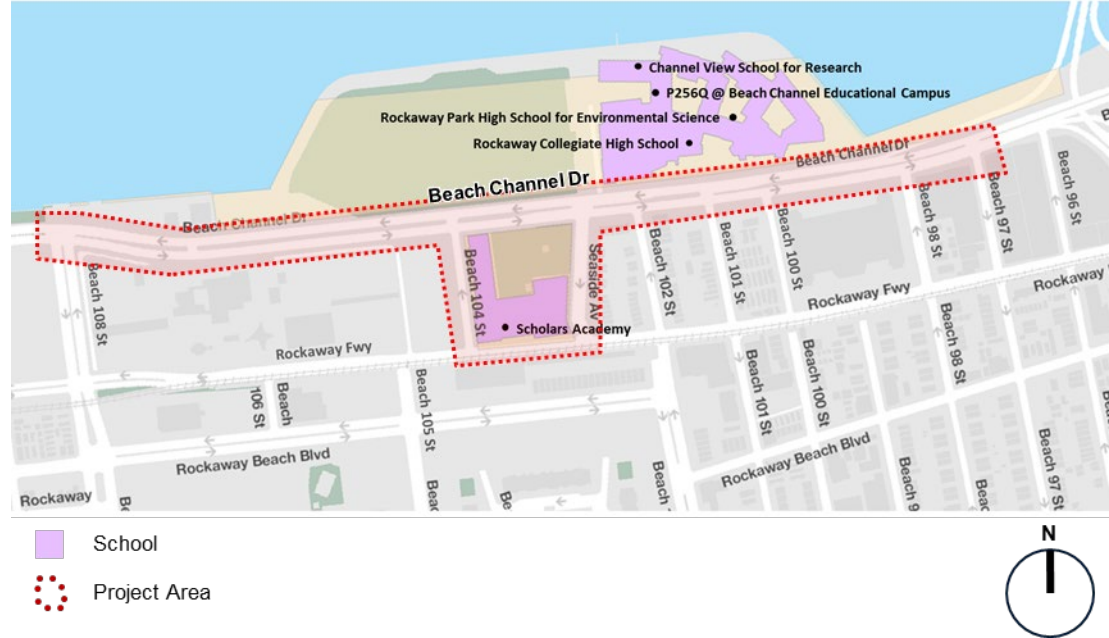 Channel View School for Research
P256Q @ Beach Channel Educational Campus
Rockaway Park High School for Environmental Science
Rockaway Collegiate High School
Beach Channel Dr
Beach Channel Dr
Beach Channel Dr
Beach 96 St
Beach 97 St
Beach 98 St
Beach 100 St
Beach 101 St
Beach 102 St
Seaside Av
Beach 104 St
Beach 108 St
Scholars Academy
Rockaway Fwy
Rockaway
Rockaway Fwy
Beach 98 St
Beach 97 St
Beach 100 St
Beach 101 St
Beach 105 St
Beach
106 St
Rockaway Beach Blvd
Rockaway Beach Blvd
Rockaway
Beach
School
Project Area
N